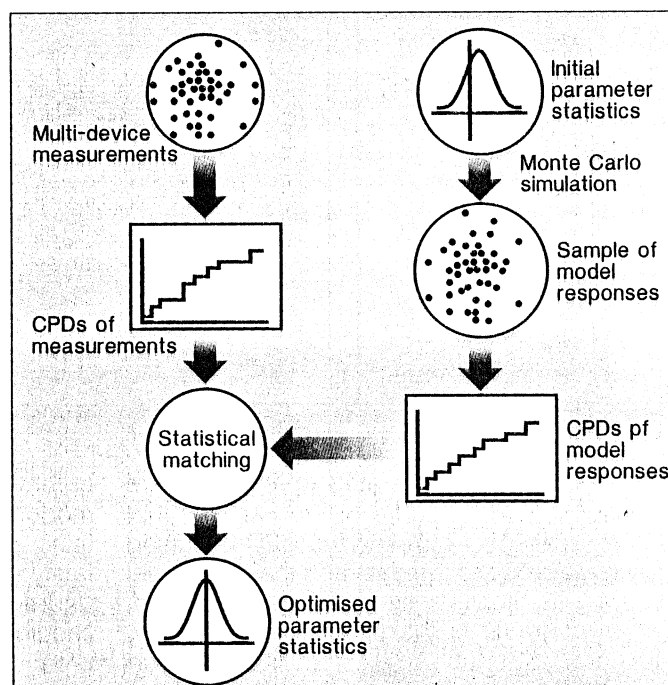 Multi-device
measurements
Initial
parameter
statistics
Monte Carlo
simulation
Sample of
model
responses
CPDs of
measurements
CPDs pf
model
responses
Statistical
matching
Optimised
parameter
statistics